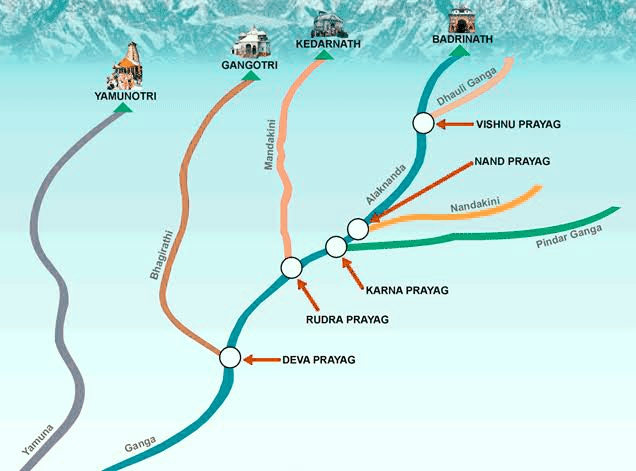 KEDARNATH
BADRINATH
GANGOTRI
YAMUNOTRI
Dhauli Ganga
VISHNU PRAYAG
Mandakini
NAND PRAYAG
Alaknanda
Nandakini
Pindar Ganga
Bhagirathi
KARNA PRAYAG
RUDRA PRAYAG
DEVA PRAYAG
Yamuna
Ganga